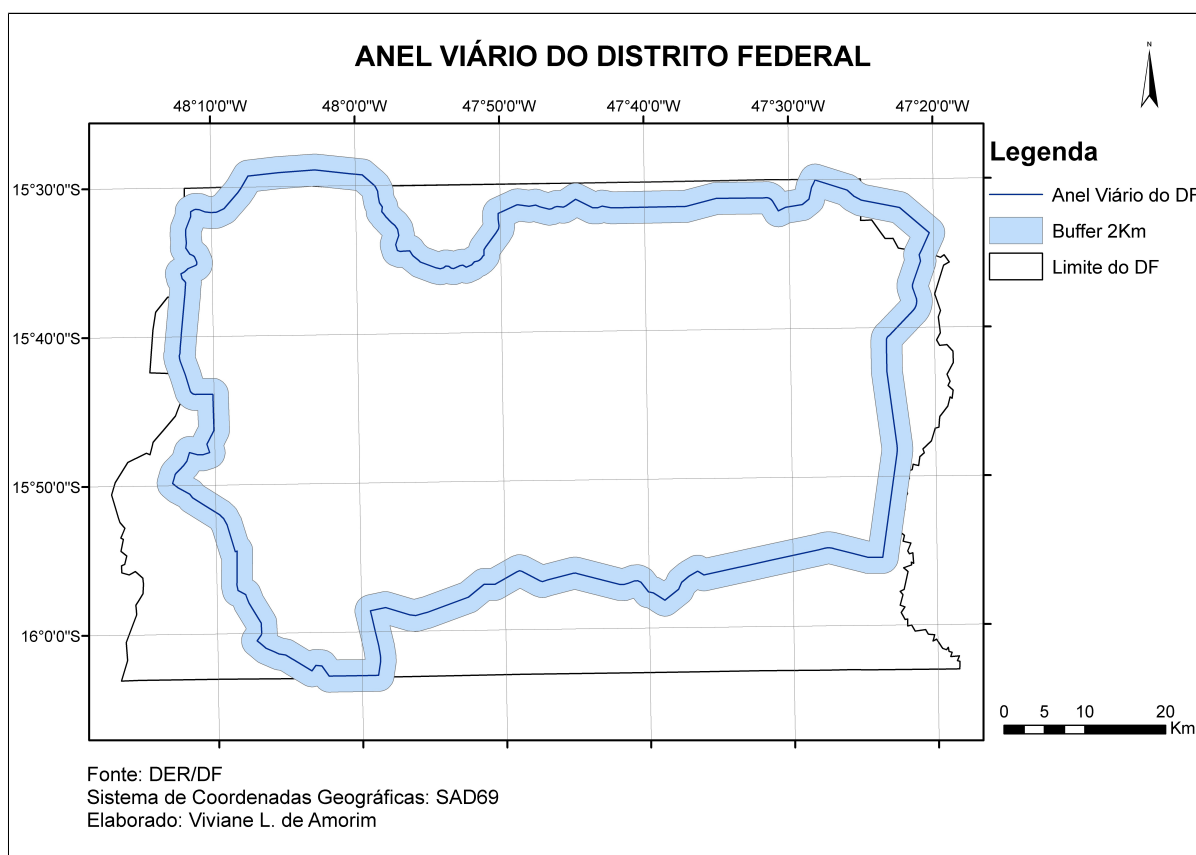 ANEL VIÁRIO DO DISTRITO FEDERAL
N
48°10'0"W 48°0'0"W 47°50'0"W 47°40'0"W 47°30'0"W 47°20'0"W
15°30'0"S
15°40'0"S
15°50'0"S
16°0'0"S
Legenda
Anel Viário do DF
Buffer 2Km
Limite do DF
0 5 10 20
Km
Fonte: DER/DF
Sistema de Coordenadas Geográficas: SAD69
Elaborado: Viviane L. de Amorim